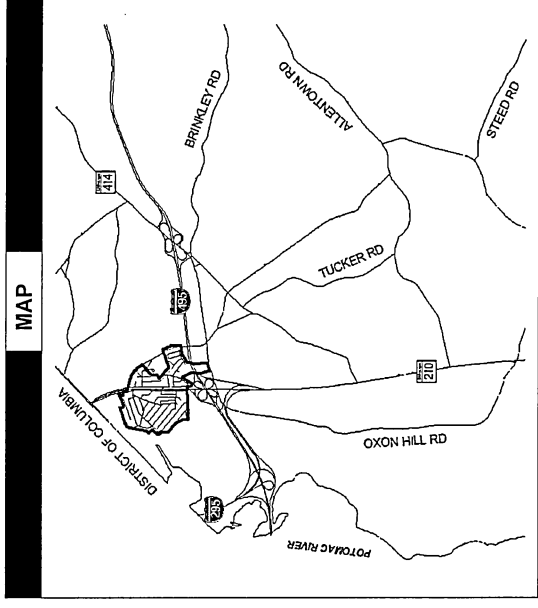 MAP
414
BRINKLEY RD
ALLENTOWN RD
STEED RD
TUCKER RD
DISTRICT OF COLUMBIA
210
OXON HILL RD
295
POTOMAC RIVER